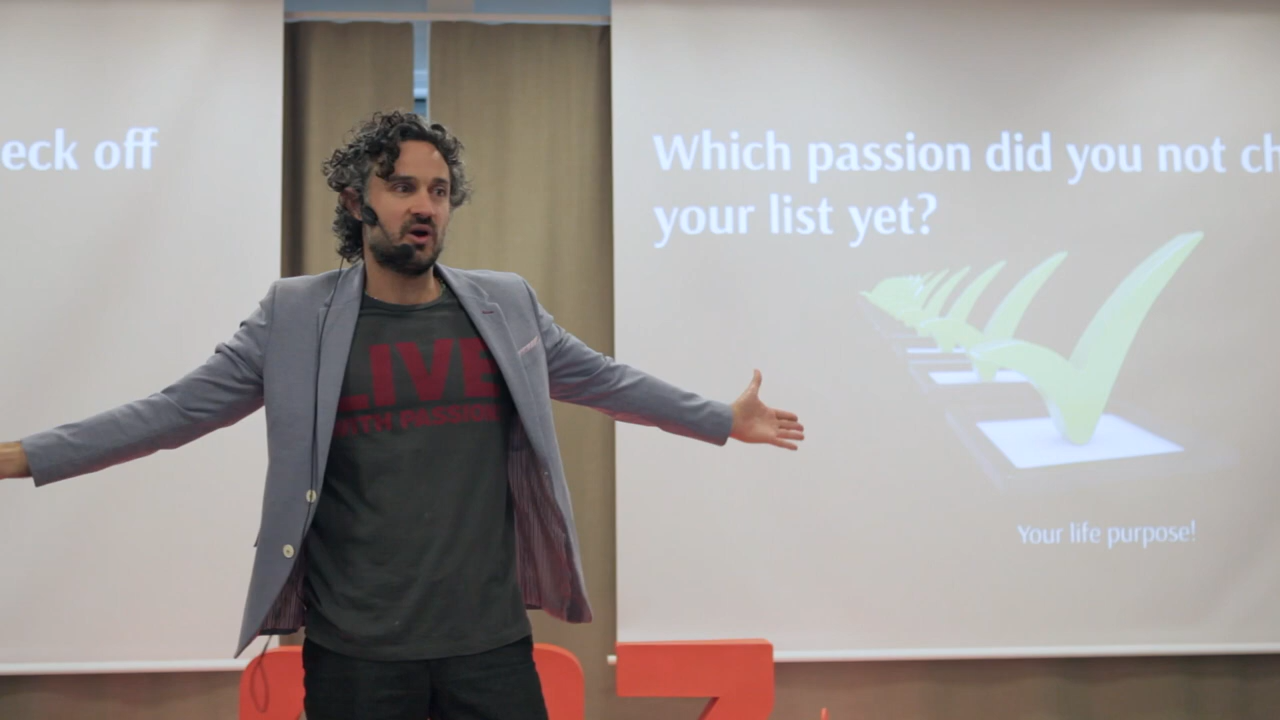 eck off
Which passion did you not ch
your list yet?
LIVE
WITH PASSION
Your life purpose!